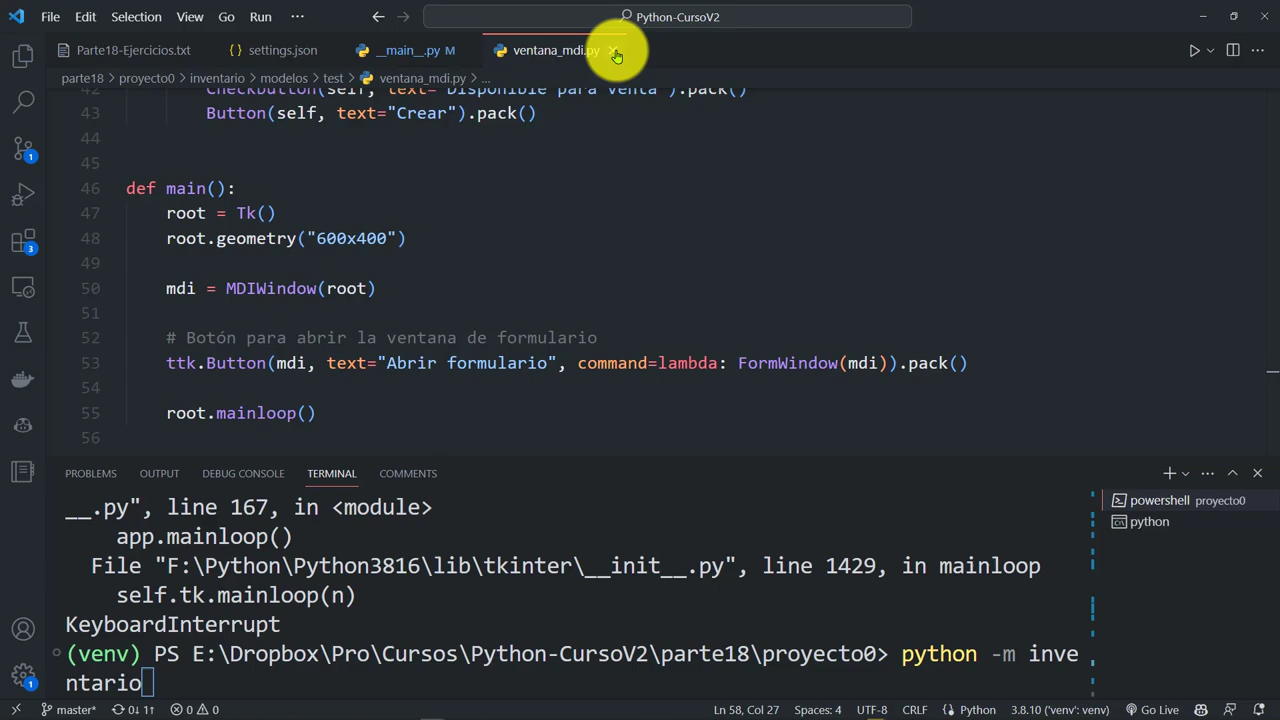 File Edit Selection View Go Run ··· Python-CursoV2
Parte18-Ejercicios.txt {} settings.json __main__.py M ventana_mdi.py
parte18 > proyecto0 > inventario > modelos > test > ventana_mdi.py > ...
42 Checkbutton(self, text="Disponible para venta").pack()
43 Button(self, text="Crear").pack()
44
45
46 def main():
47 root = Tk()
48 root.geometry("600x400")
49
50 mdi = MDIWindow(root)
51
52 # Botón para abrir la ventana de formulario
53 ttk.Button(mdi, text="Abrir formulario", command=lambda: FormWindow(mdi)).pack()
54
55 root.mainloop()
56
PROBLEMS OUTPUT DEBUG CONSOLE TERMINAL COMMENTS
__.py", line 167, in <module>
app.mainloop()
File "F:\Python\Python3816\lib\tkinter\__init__.py", line 1429, in mainloop
self.tk.mainloop(n)
KeyboardInterrupt
(venv) PS E:\Dropbox\Pro\Cursos\Python-CursoV2\parte18\proyecto0> python -m inve
ntario
powershell proyecto0
python
1
3
1
master* 0↓ 1↑ 0 0 Ln 58, Col 27 Spaces: 4 UTF-8 CRLF Python 3.8.10 ('venv': venv) Go Live